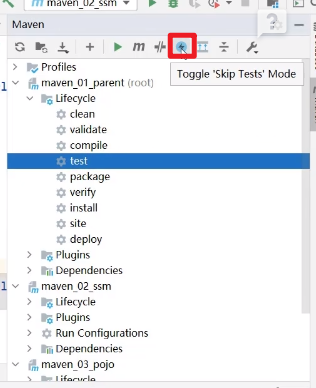 maven_02_ssm
Maven
Toggle 'Skip Tests' Mode
Profiles
maven_01_parent (root)
Lifecycle
clean
validate
compile
test
package
verify
install
site
deploy
Plugins
Dependencies
maven_02_ssm
Lifecycle
Plugins
Run Configurations
Dependencies
maven_03_pojo
Lifecycle